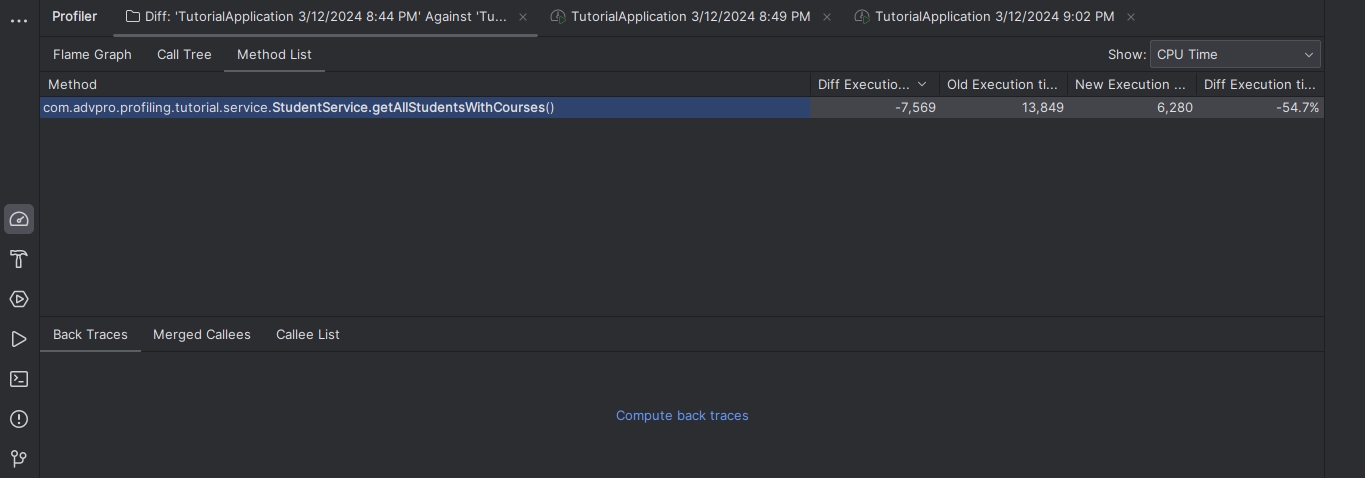 Profiler Diff: 'TutorialApplication 3/12/2024 8:44 PM' Against 'Tu... TutorialApplication 3/12/2024 8:49 PM TutorialApplication 3/12/2024 9:02 PM
Flame Graph Call Tree Method List Show: CPU Time
Method Diff Executio... Old Execution ti... New Execution ... Diff Execution ti...
com.advpro.profiling.tutorial.service.StudentService.getAllStudentsWithCourses() -7,569 13,849 6,280 -54.7%
Back Traces Merged Callees Callee List
Compute back traces